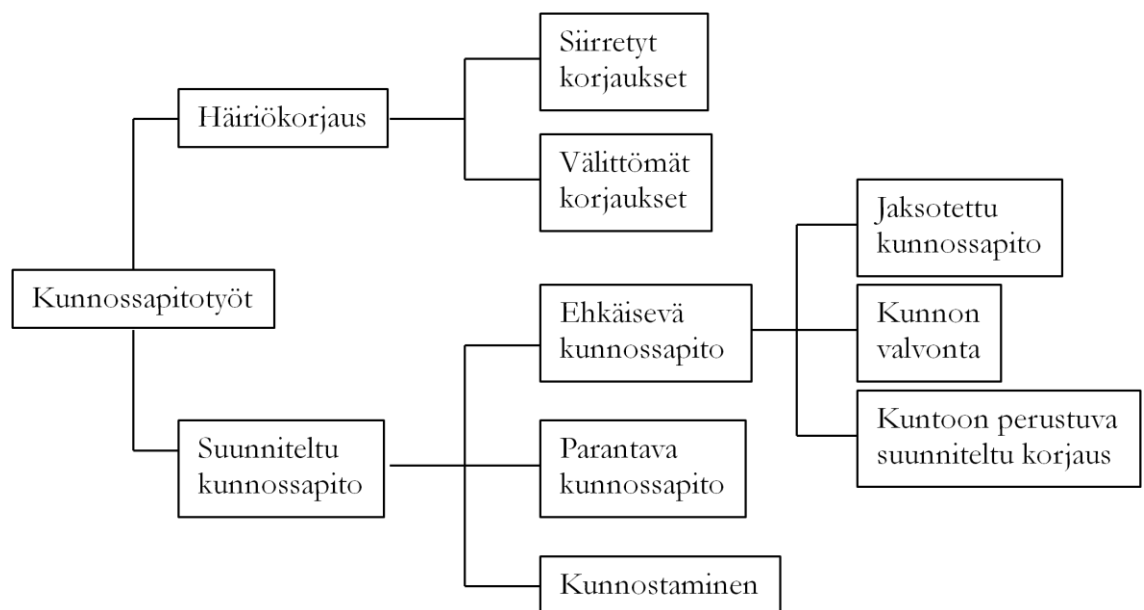 Siirretyt
korjaukset
Häiriökorjaus
Välittömät
korjaukset
Jaksotettu
kunnossapito
Kunnossapitotyöt
Ehkäisevä
kunnossapito
Kunnon
valvonta
Kuntoon perustuva
suunniteltu korjaus
Suunniteltu
kunnossapito
Parantava
kunnossapito
Kunnostaminen